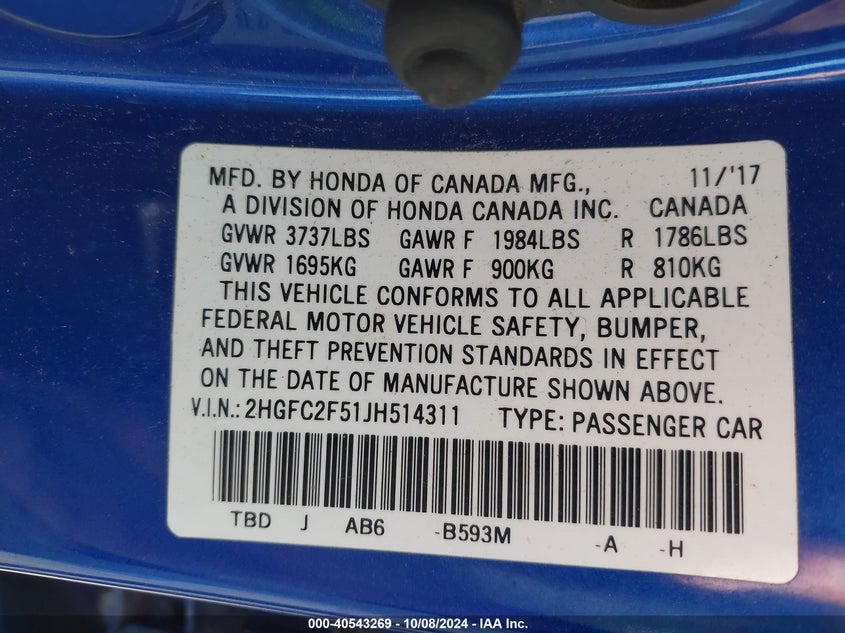 MFD. BY HONDA OF CANADA MFG., 11/'17
A DIVISION OF HONDA CANADA INC. CANADA
GVWR 3737LBS GAWR F 1984LBS R 1786LBS
GVWR 1695KG GAWR F 900KG R 810KG
THIS VEHICLE CONFORMS TO ALL APPLICABLE
FEDERAL MOTOR VEHICLE SAFETY, BUMPER,
AND THEFT PREVENTION STANDARDS IN EFFECT
ON THE DATE OF MANUFACTURE SHOWN ABOVE.
V.I.N.: 2HGFC2F51JH514311 TYPE: PASSENGER CAR
TBD J AB6 -B593M -A -H
000-40543269 - 10/08/2024 - IAA Inc.